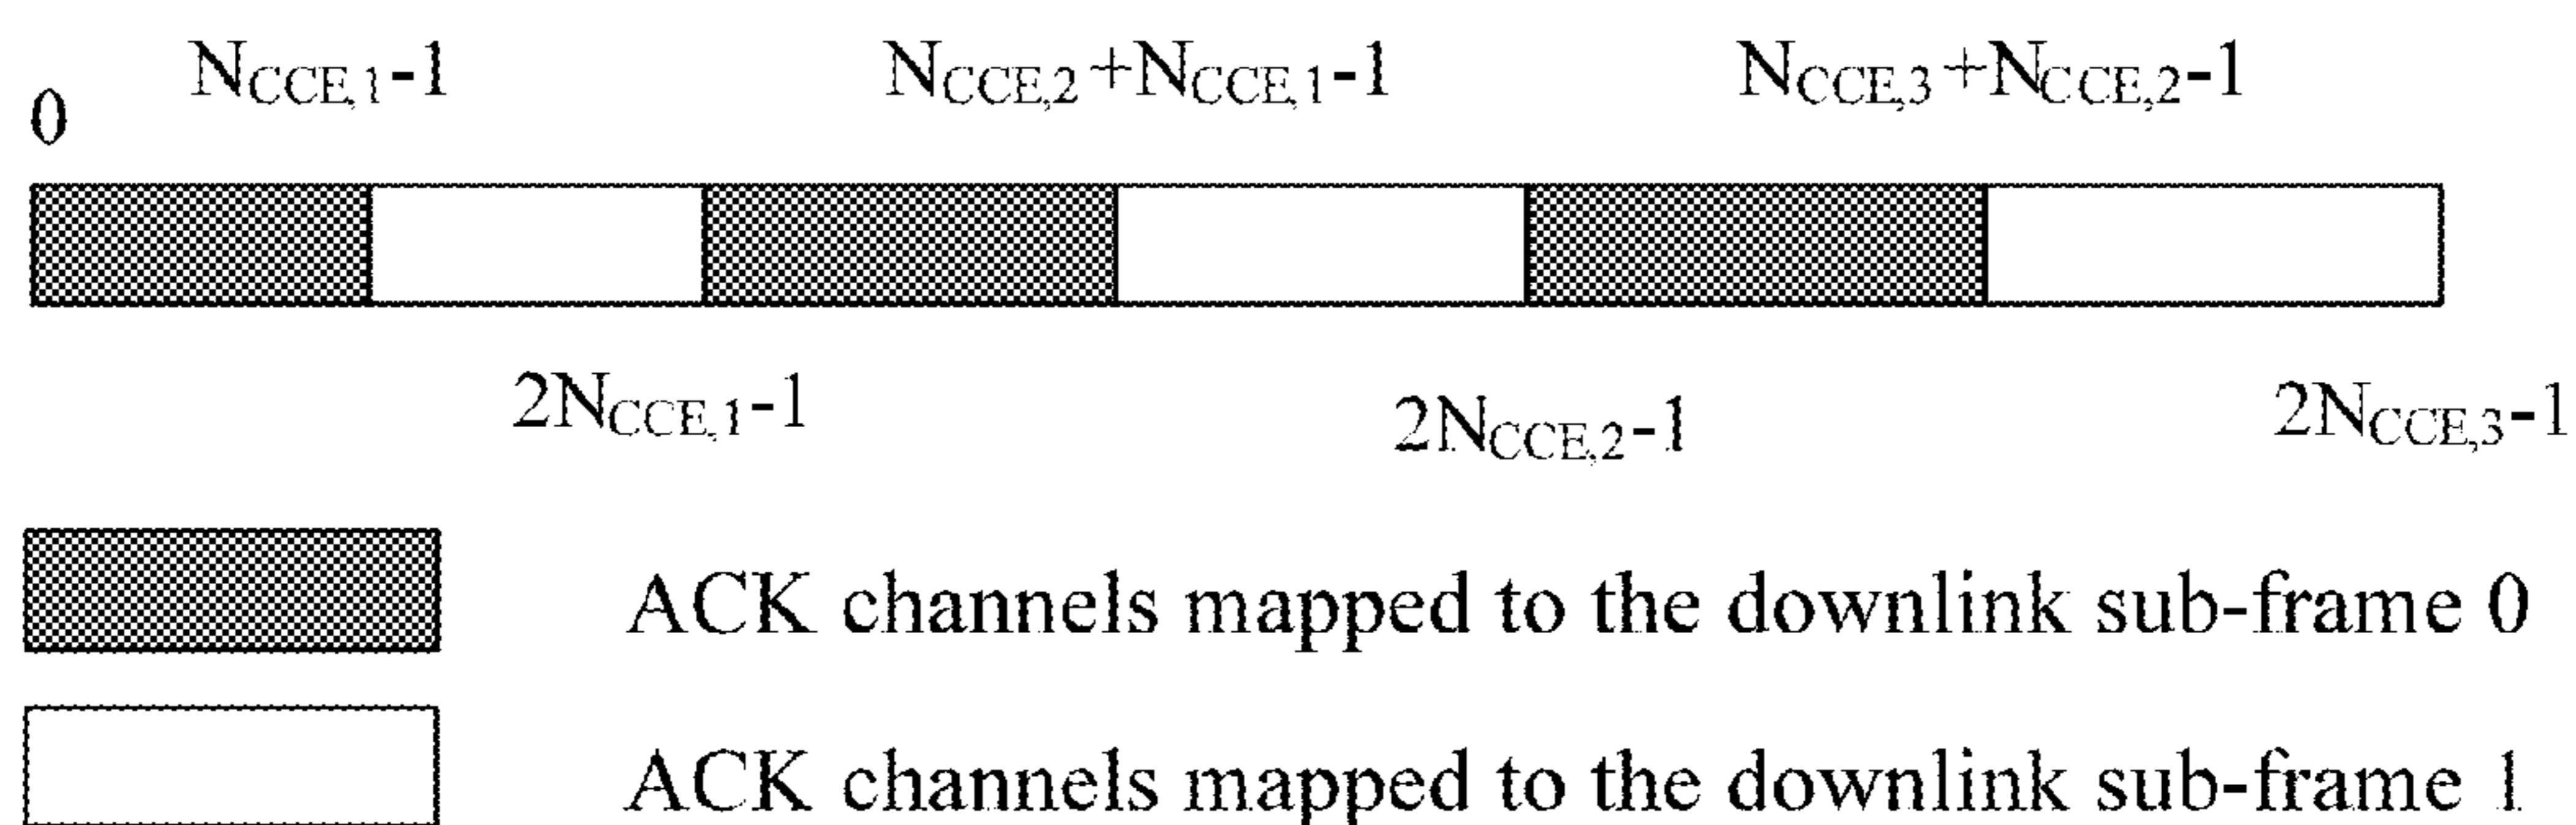 0 N_CCE,1-1 N_CCE,2+N_CCE,1-1 N_CCE,3+N_CCE,2-1
2N_CCE,1-1 2N_CCE,2-1 2N_CCE,3-1
ACK channels mapped to the downlink sub-frame 0
ACK channels mapped to the downlink sub-frame 1